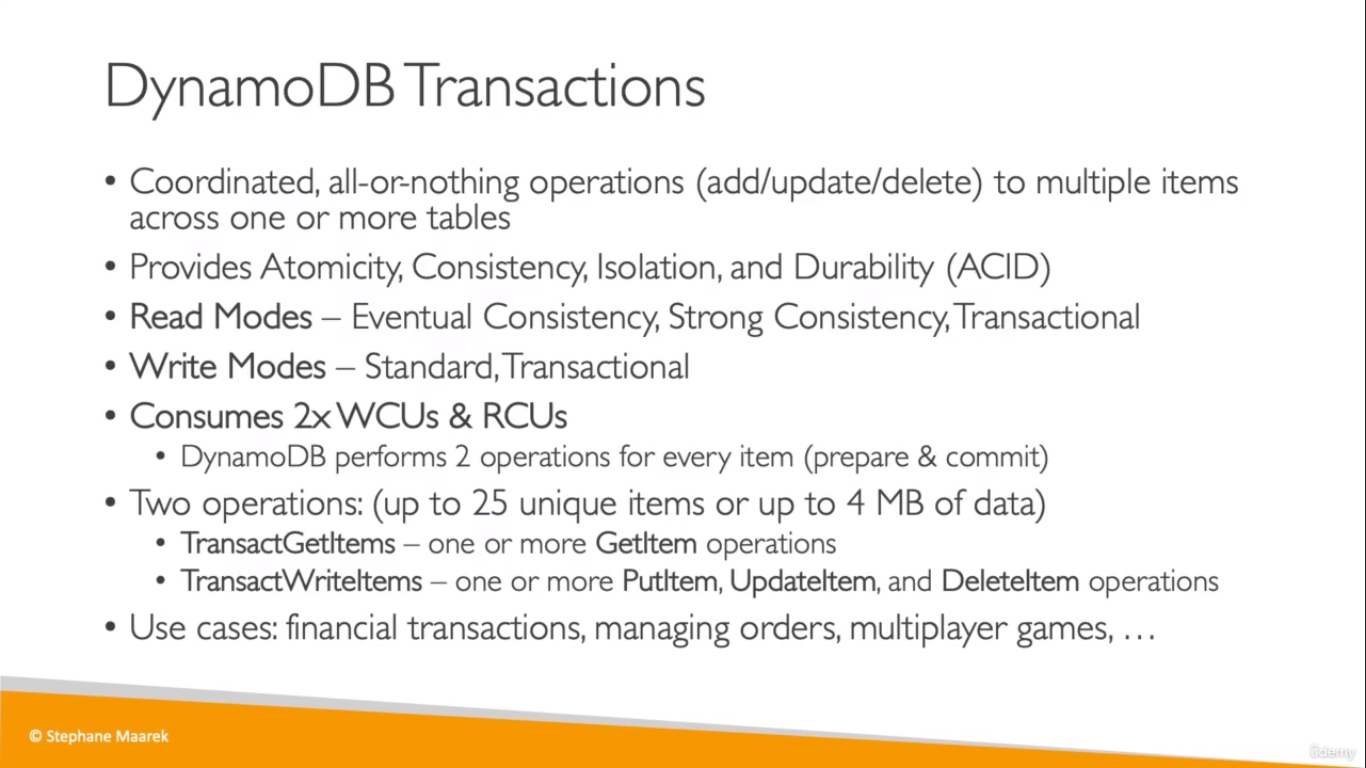 DynamoDB Transactions
• Coordinated, all-or-nothing operations (add/update/delete) to multiple items
across one or more tables
• Provides Atomicity, Consistency, Isolation, and Durability (ACID)
• Read Modes – Eventual Consistency, Strong Consistency, Transactional
• Write Modes – Standard, Transactional
• Consumes 2x WCUs & RCUs
• DynamoDB performs 2 operations for every item (prepare & commit)
• Two operations: (up to 25 unique items or up to 4 MB of data)
• TransactGetItems – one or more GetItem operations
• TransactWriteItems – one or more PutItem, UpdateItem, and DeleteItem operations
• Use cases: financial transactions, managing orders, multiplayer games, …
© Stephane Maarek
ûdemy